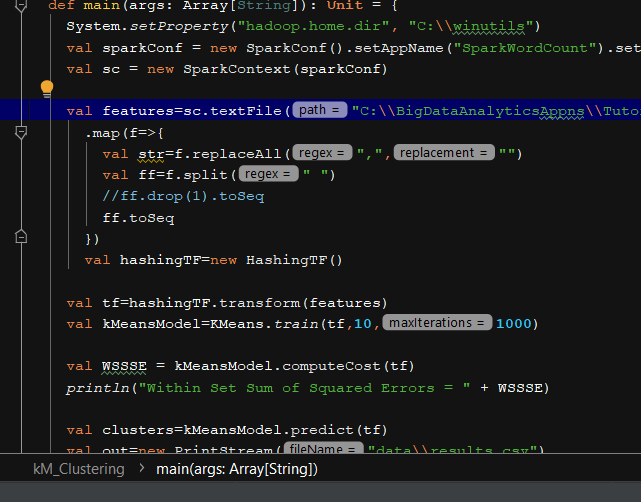 def main(args: Array[String]): Unit = {
System.setProperty("hadoop.home.dir", "C:\\winutils")
val sparkConf = new SparkConf().setAppName("SparkWordCount").set
val sc = new SparkContext(sparkConf)
val features=sc.textFile( path = "C:\\BigDataAnalyticsAppns\\Tuto
.map(f=>{
val str=f.replaceAll( regex = ",", replacement = "")
val ff=f.split( regex = " ")
//ff.drop(1).toSeq
ff.toSeq
})
val hashingTF=new HashingTF()
val tf=hashingTF.transform(features)
val kMeansModel=KMeans.train(tf,10, maxIterations = 1000)
val WSSSE = kMeansModel.computeCost(tf)
println("Within Set Sum of Squared Errors = " + WSSSE)
val clusters=kMeansModel.predict(tf)
val out=new PrintStream( fileName = "data\\results.csv")
kM_Clustering > main(args: Array[String])